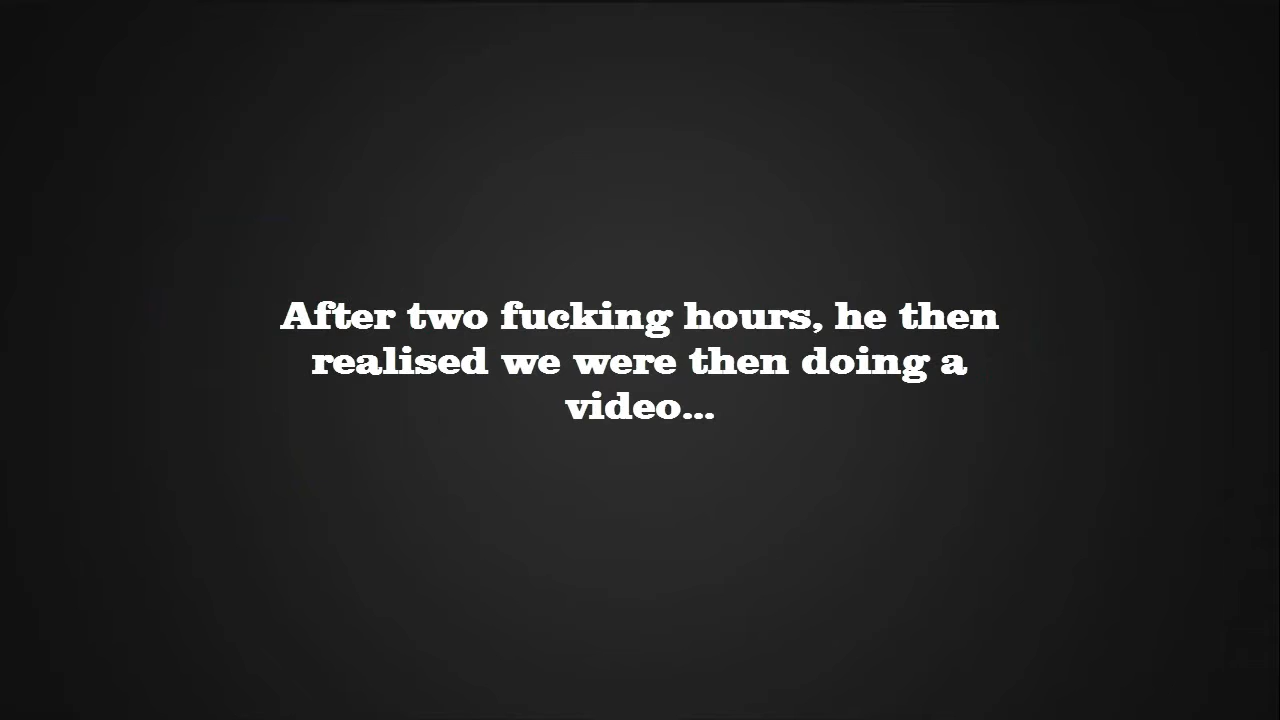 After two fucking hours, he then
realised we were then doing a
video...